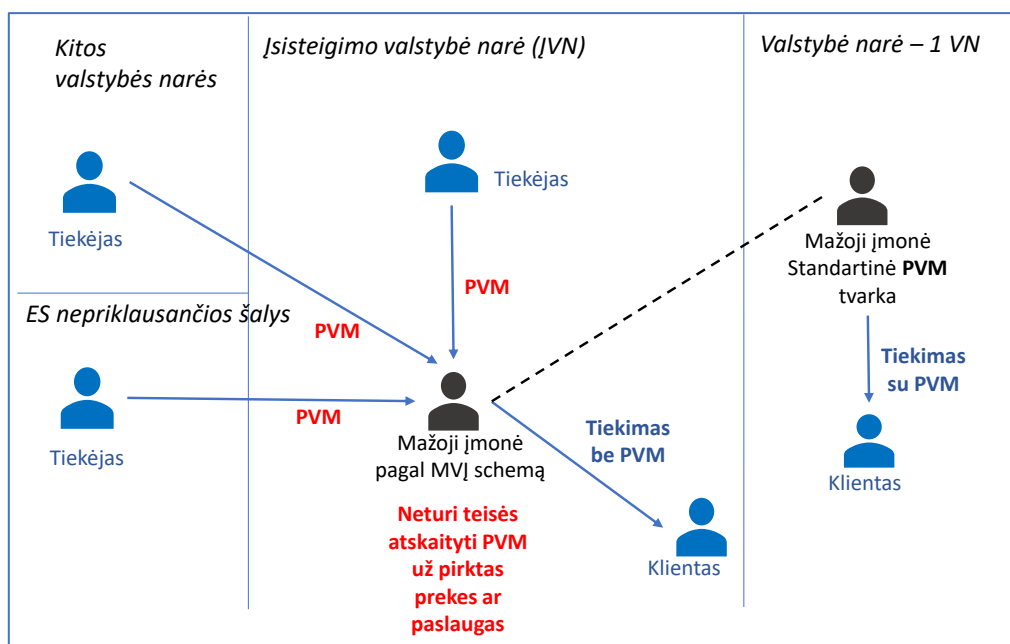 Kitos
valstybės narės
Tiekėjas
ES nepriklausančios šalys
Tiekėjas
PVM
PVM
Įsisteigimo valstybė narė (ĮVN)
Tiekėjas
PVM
Mažoji įmonė
pagal MVĮ schemą
Neturi teisės
atskaityti PVM
už pirktas
prekes ar
paslaugas
Tiekimas
be PVM
Klientas
Valstybė narė – 1 VN
Mažoji įmonė
Standartinė PVM
tvarka
Tiekimas
su PVM
Klientas